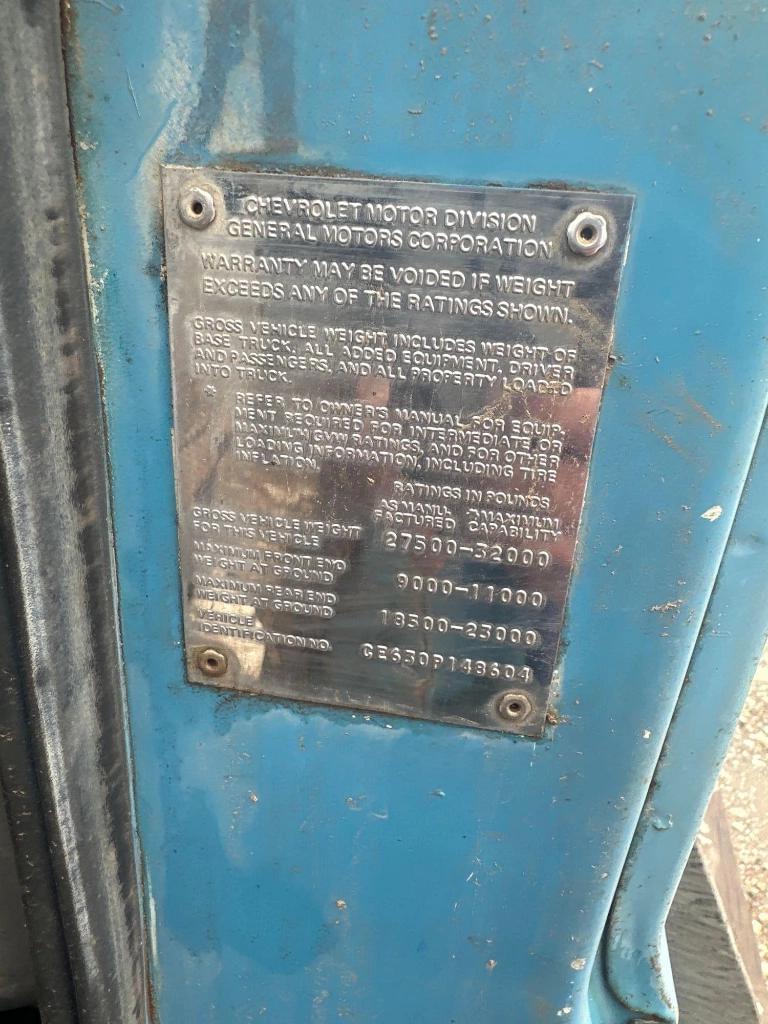 CHEVROLET MOTOR DIVISION
GENERAL MOTORS CORPORATION
WARRANTY MAY BE VOIDED IF WEIGHT
EXCEEDS ANY OF THE RATINGS SHOWN.
GROSS VEHICLE WEIGHT INCLUDES WEIGHT OF
BASE TRUCK, ALL ADDED EQUIPMENT, DRIVER
AND PASSENGERS, AND ALL PROPERTY LOADED
INTO TRUCK.
* REFER TO OWNER'S MANUAL FOR EQUIP-
MENT REQUIRED FOR INTERMEDIATE OR
MAXIMUM GVW RATINGS, AND FOR OTHER
LOADING INFORMATION, INCLUDING TIRE
INFLATION.
RATINGS IN POUNDS
AS MANU- *MAXIMUM
FACTURED CAPABILITY
GROSS VEHICLE WEIGHT
FOR THIS VEHICLE 27500-32000
MAXIMUM FRONT END
WEIGHT AT GROUND 9000-11000
MAXIMUM REAR END
WEIGHT AT GROUND 18500-23000
VEHICLE
IDENTIFICATION NO. CE630P148604